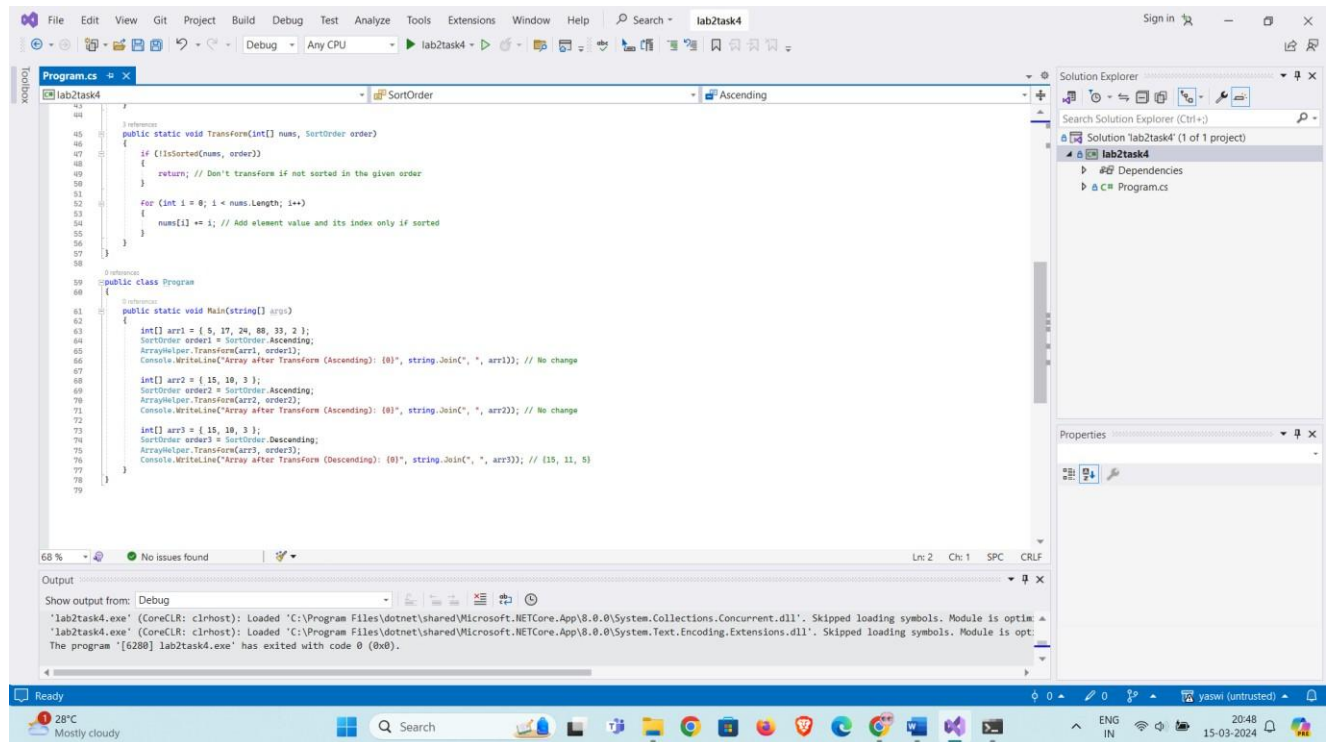 File Edit View Git Project Build Debug Test Analyze Tools Extensions Window Help Search lab2task4 Sign in
Debug Any CPU lab2task4
Toolbox
Program.cs
lab2task4 SortOrder Ascending
43 }
44
3 references
45 public static void Transform(int[] nums, SortOrder order)
46 {
47 if (!IsSorted(nums, order))
48 {
49 return; // Don't transform if not sorted in the given order
50 }
51
52 for (int i = 0; i < nums.Length; i++)
53 {
54 nums[i] += i; // Add element value and its index only if sorted
55 }
56 }
57 }
58
0 references
59 public class Program
60 {
0 references
61 public static void Main(string[] args)
62 {
63 int[] arr1 = { 5, 17, 24, 88, 33, 2 };
64 SortOrder order1 = SortOrder.Ascending;
65 ArrayHelper.Transform(arr1, order1);
66 Console.WriteLine("Array after Transform (Ascending): {0}", string.Join(", ", arr1)); // No change
67
68 int[] arr2 = { 15, 10, 3 };
69 SortOrder order2 = SortOrder.Ascending;
70 ArrayHelper.Transform(arr2, order2);
71 Console.WriteLine("Array after Transform (Ascending): {0}", string.Join(", ", arr2)); // No change
72
73 int[] arr3 = { 15, 10, 3 };
74 SortOrder order3 = SortOrder.Descending;
75 ArrayHelper.Transform(arr3, order3);
76 Console.WriteLine("Array after Transform (Descending): {0}", string.Join(", ", arr3)); // {15, 11, 5}
77 }
78 }
79
68 % No issues found Ln: 2 Ch: 1 SPC CRLF
Output
Show output from: Debug
'lab2task4.exe' (CoreCLR: clrhost): Loaded 'C:\Program Files\dotnet\shared\Microsoft.NETCore.App\8.0.0\System.Collections.Concurrent.dll'. Skipped loading symbols. Module is optim
'lab2task4.exe' (CoreCLR: clrhost): Loaded 'C:\Program Files\dotnet\shared\Microsoft.NETCore.App\8.0.0\System.Text.Encoding.Extensions.dll'. Skipped loading symbols. Module is opt
The program '[6280] lab2task4.exe' has exited with code 0 (0x0).
Solution Explorer
Search Solution Explorer (Ctrl+;)
Solution 'lab2task4' (1 of 1 project)
lab2task4
Dependencies
C# Program.cs
Properties
Ready 0 0 yaswi (untrusted)
1 28°C
Mostly cloudy
Search
ENG
IN
20:48
15-03-2024
PRE